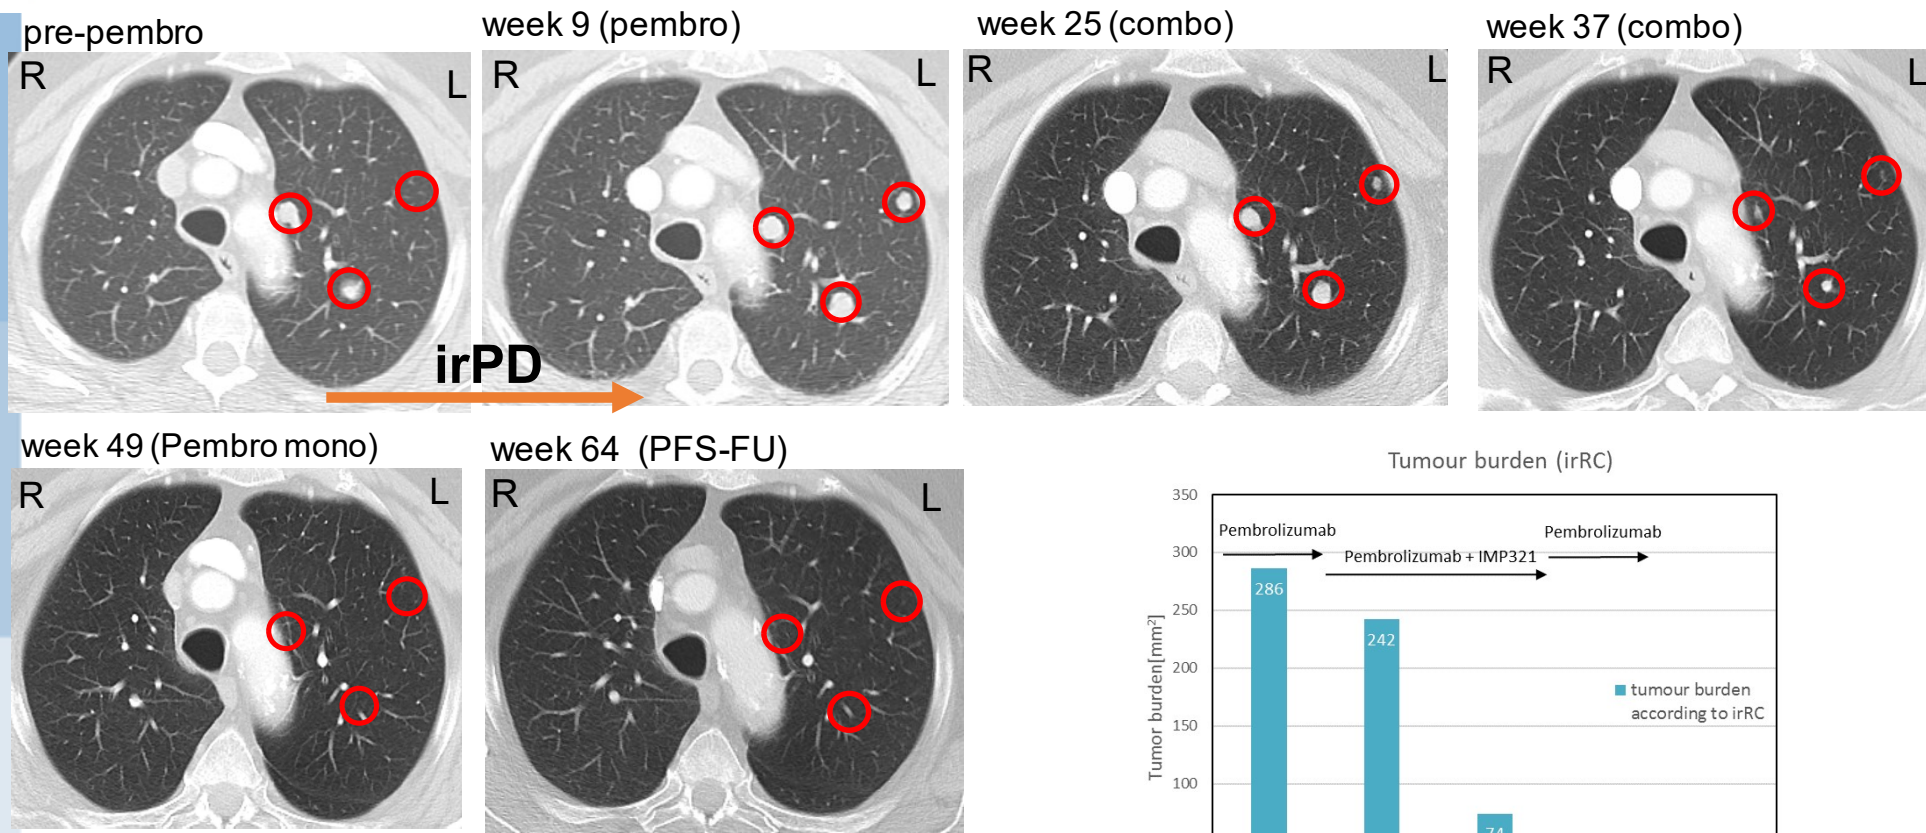 pre-pembro
week 9 (pembro)
week 25 (combo)
week 37 (combo)
R
L
R
L
R
L
R
L
irPD
week 49 (Pembro mono)
week 64 (PFS-FU)
R
L
R
L
Tumour burden (irRC)
350
300
250
200
150
100
Tumor burden[mm²]
Pembrolizumab
Pembrolizumab + IMP321
Pembrolizumab
286
242
74
tumour burden
according to irRC